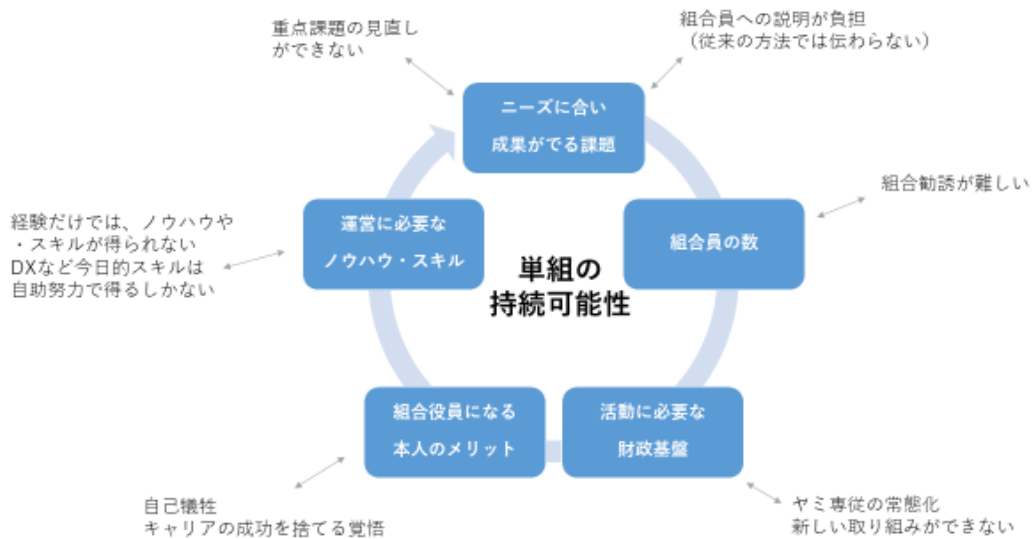 重点課題の見直し
ができない
組合員への説明が負担
（従来の方法では伝わらない）
ニーズに合い
成果がでる課題
組合勧誘が難しい
組合員の数
経験だけでは、ノウハウや
・スキルが得られない
DXなど今日的スキルは
自助努力で得るしかない
運営に必要な
ノウハウ・スキル
単組の
持続可能性
組合役員になる
本人のメリット
活動に必要な
財政基盤
自己犠牲
キャリアの成功を捨てる覚悟
ヤミ専従の常態化
新しい取り組みができない